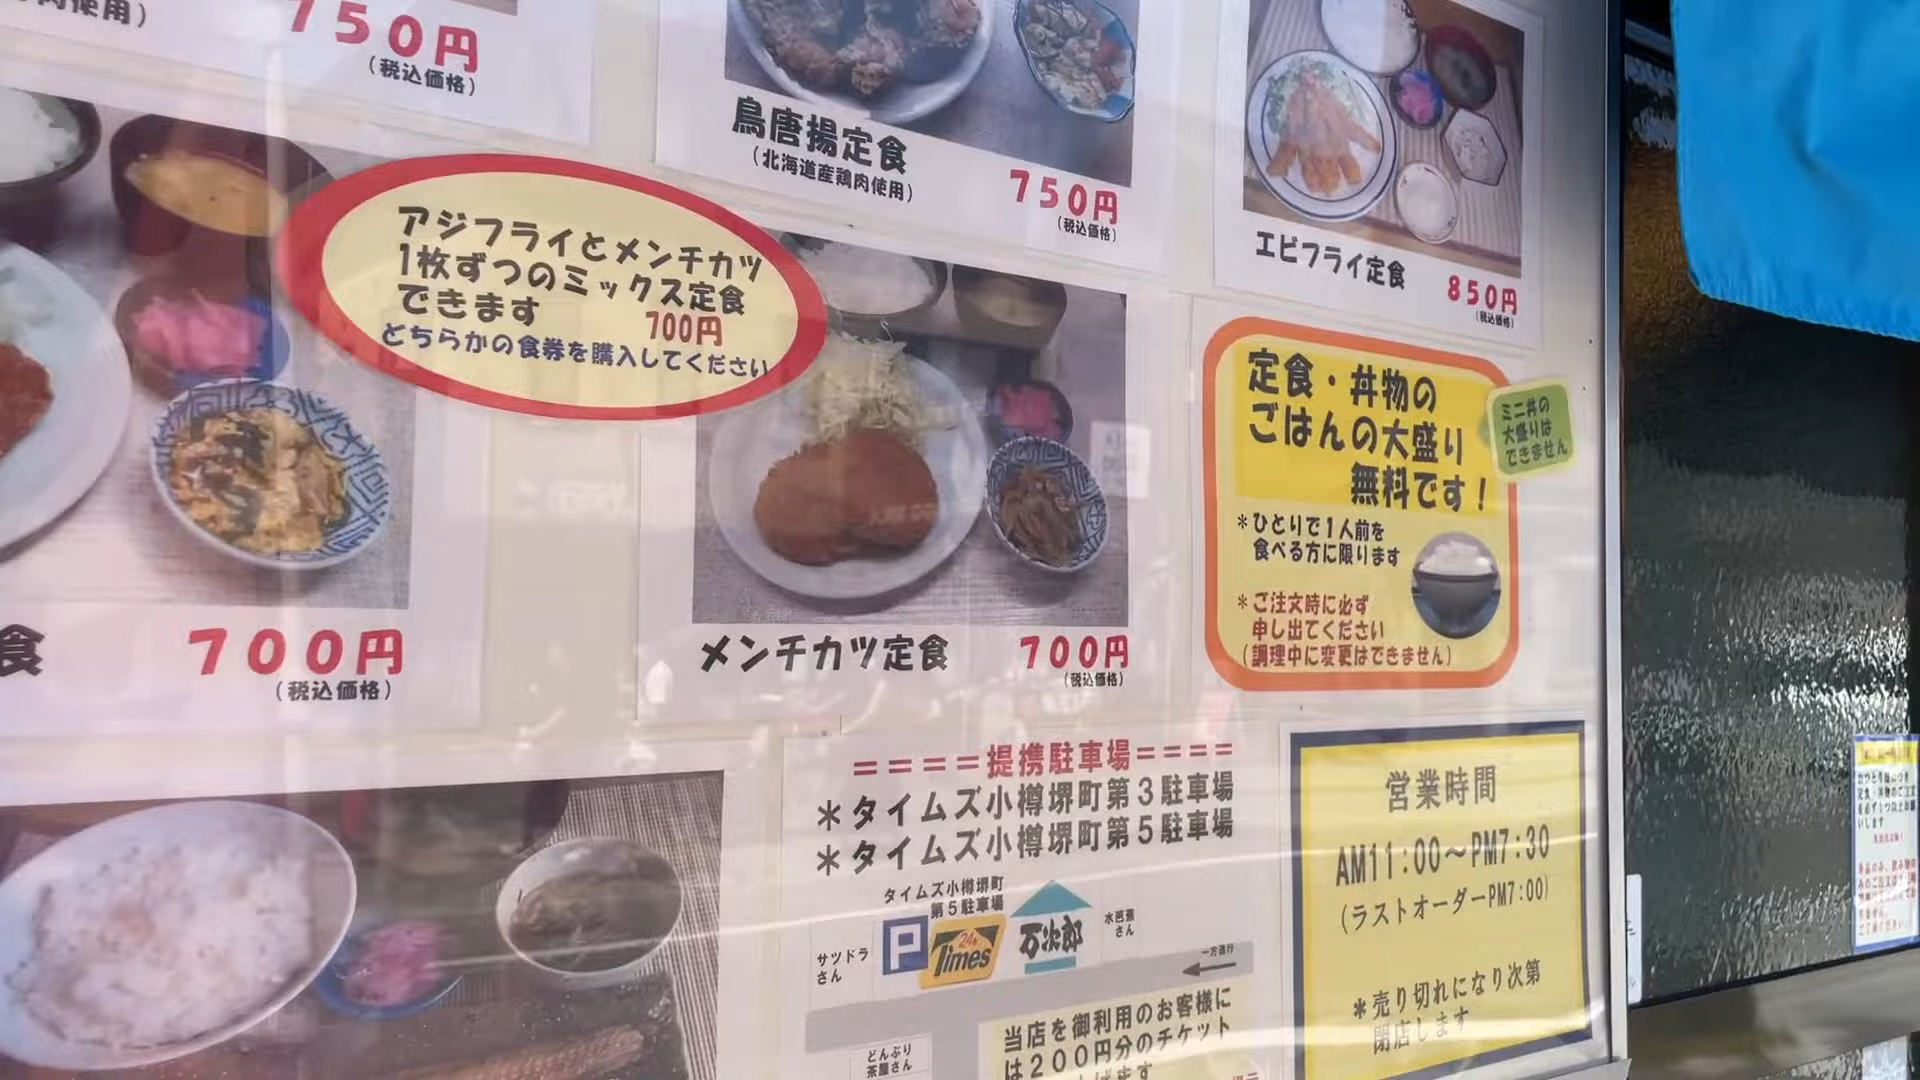 肉使用)
750円
(税込価格)
鳥唐揚定食
(北海道産鶏肉使用)
750円
(税込価格)
エビフライ定食
850円
(税込価格)
アジフライとメンチカツ
1枚ずつのミックス定食
できます
700円
どちらかの食券を購入してください
食
700円
(税込価格)
メンチカツ定食
700円
(税込価格)
定食・丼物の
ごはんの大盛り
無料です!
ミニ丼の
大盛りは
できません
*ひとりで1人前を
食べる方に限ります
*ご注文時に必ず
申し出てください
(調理中に変更はできません)
====提携駐車場====
*タイムズ小樽堺町第3駐車場
*タイムズ小樽堺町第5駐車場
タイムズ小樽堺町
第5駐車場
サツドラ
さん
P
24h
Times
万次郎
水芭蕉
さん
一方通行
どんぶり
茶屋さん
当店を御利用のお客様に
は200円分のチケット
営業時間
AM11:00~PM7:30
(ラストオーダーPM7:00)
*売り切れになり次第
閉店します